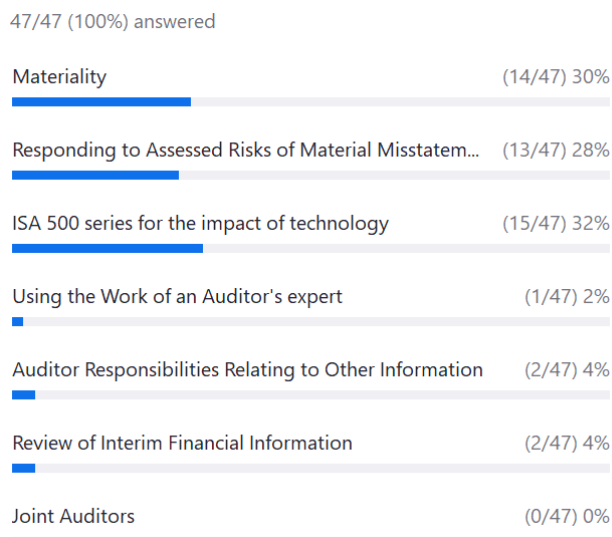 47/47 (100%) answered
Materiality (14/47) 30%
Responding to Assessed Risks of Material Misstatem... (13/47) 28%
ISA 500 series for the impact of technology (15/47) 32%
Using the Work of an Auditor's expert (1/47) 2%
Auditor Responsibilities Relating to Other Information (2/47) 4%
Review of Interim Financial Information (2/47) 4%
Joint Auditors (0/47) 0%